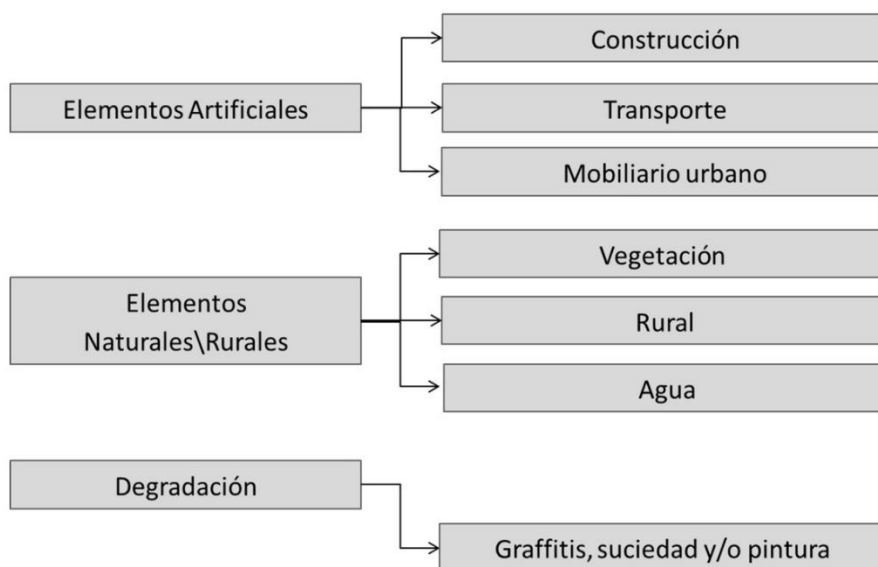 Construcción
Elementos Artificiales
Transporte
Mobiliario urbano
Vegetación
Elementos
Naturales\Rurales
Rural
Agua
Degradación
Graffitis, suciedad y/o pintura